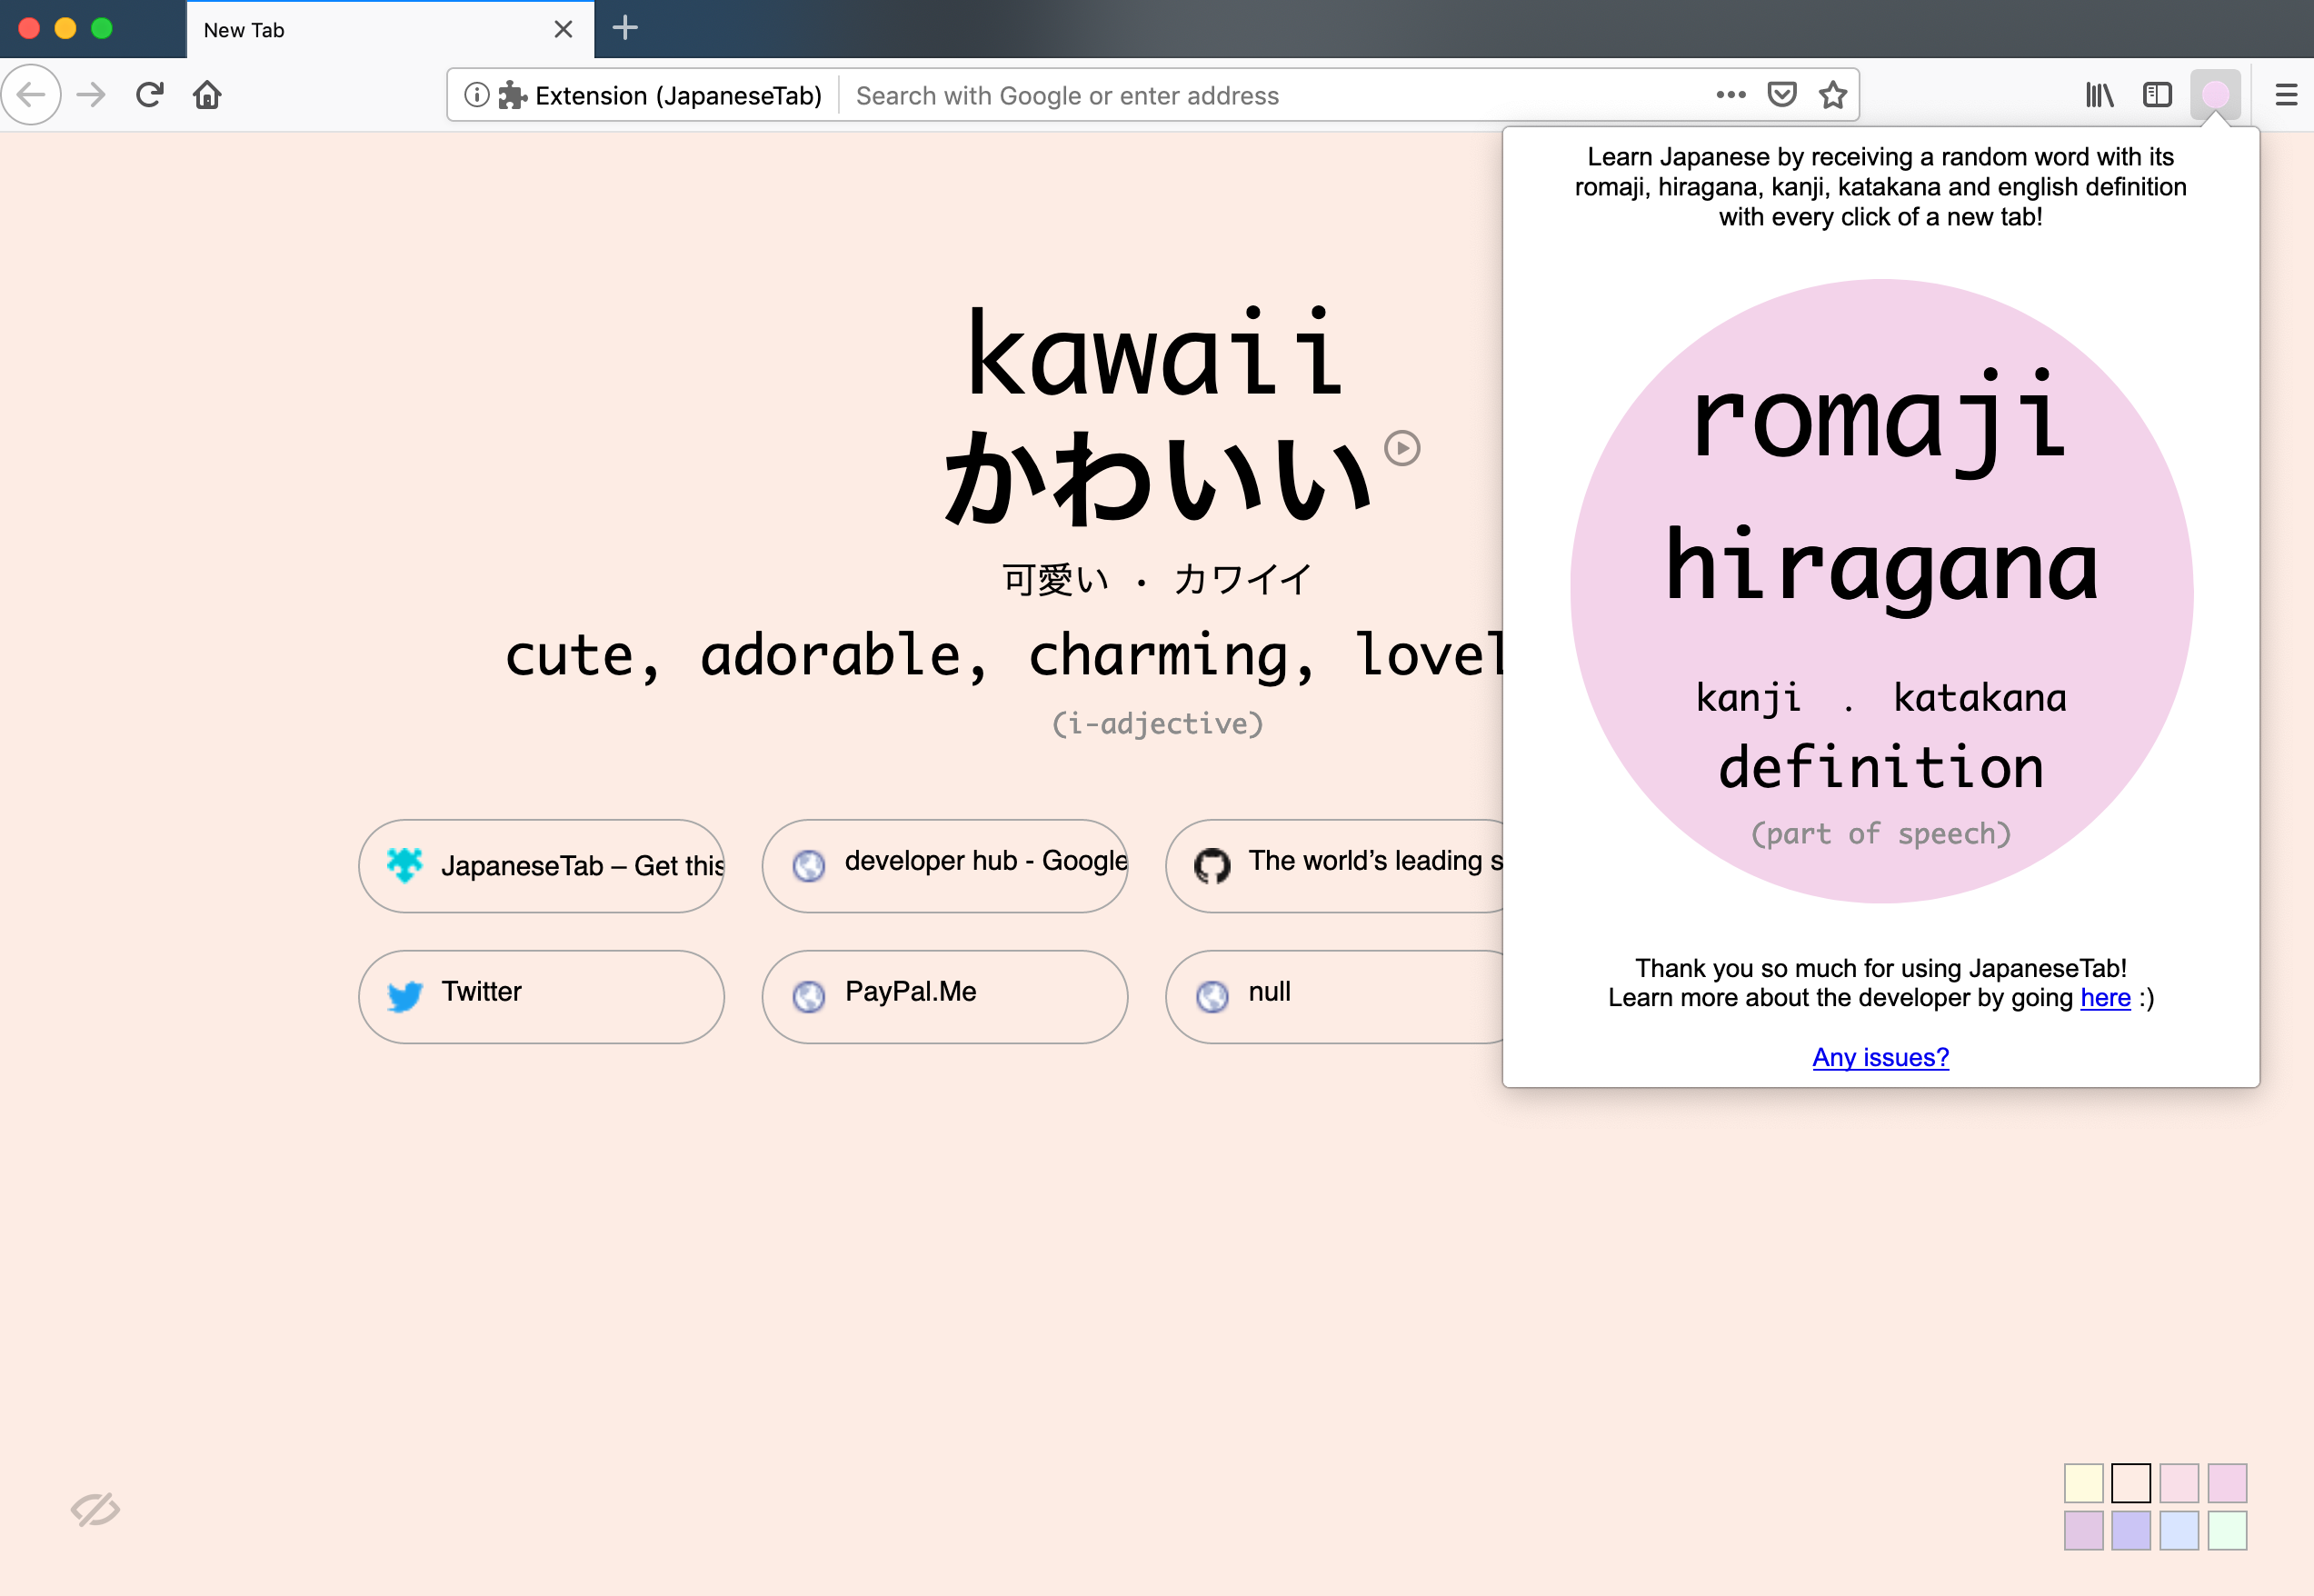 New Tab
Extension (JapaneseTab)
Search with Google or enter address
kawaii
かわいい
可愛い ・ カワイイ
cute, adorable, charming, lovel
(i-adjective)
JapaneseTab – Get this
developer hub - Google
The world’s leading s
Twitter
PayPal.Me
null
Learn Japanese by receiving a random word with its
romaji, hiragana, kanji, katakana and english definition
with every click of a new tab!
romaji
hiragana
kanji . katakana
definition
(part of speech)
Thank you so much for using JapaneseTab!
Learn more about the developer by going here :)
Any issues?